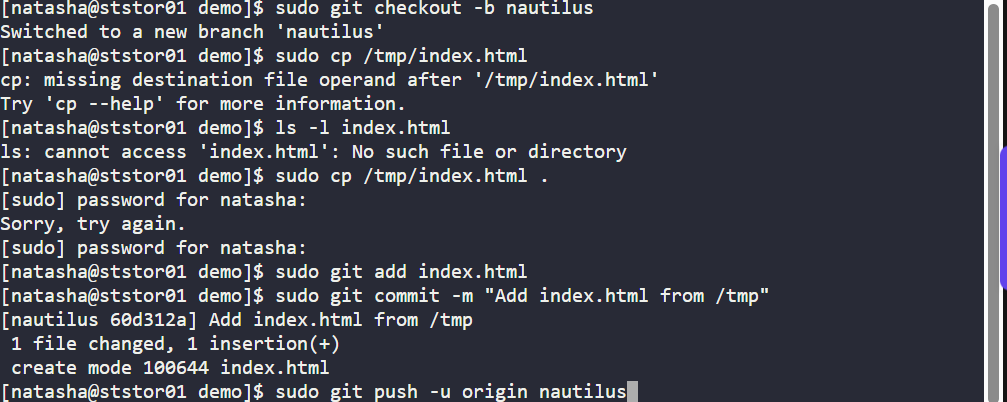 [natasha@ststor01 demo]$ sudo git checkout -b nautilus
Switched to a new branch 'nautilus'
[natasha@ststor01 demo]$ sudo cp /tmp/index.html
cp: missing destination file operand after '/tmp/index.html'
Try 'cp --help' for more information.
[natasha@ststor01 demo]$ ls -l index.html
ls: cannot access 'index.html': No such file or directory
[natasha@ststor01 demo]$ sudo cp /tmp/index.html .
[sudo] password for natasha:
Sorry, try again.
[sudo] password for natasha:
[natasha@ststor01 demo]$ sudo git add index.html
[natasha@ststor01 demo]$ sudo git commit -m "Add index.html from /tmp"
[nautilus 60d312a] Add index.html from /tmp
 1 file changed, 1 insertion(+)
 create mode 100644 index.html
[natasha@ststor01 demo]$ sudo git push -u origin nautilus